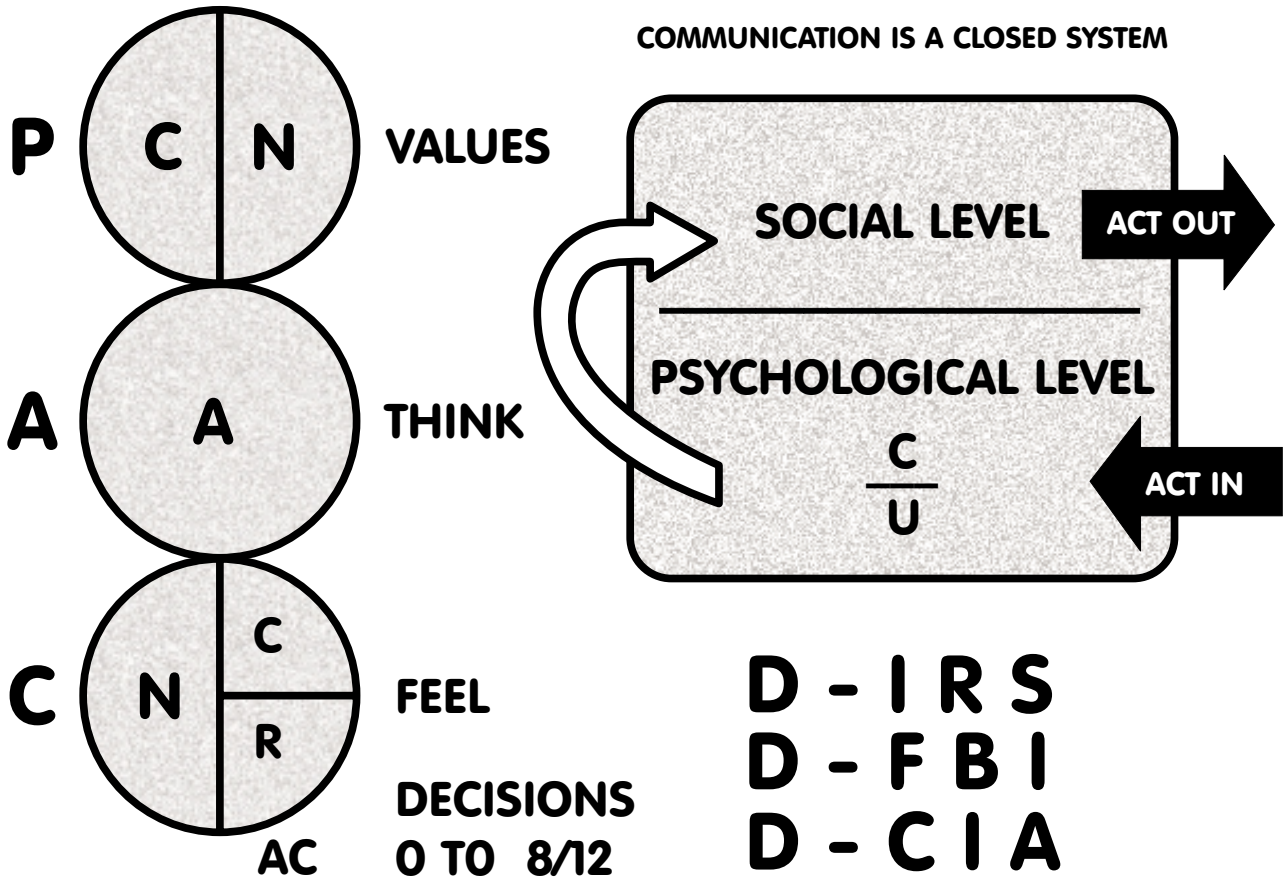 P
C N
VALUES
A
A
THINK
C
N
C
R
FEEL
AC
DECISIONS
0 TO 8/12
COMMUNICATION IS A CLOSED SYSTEM
SOCIAL LEVEL
ACT OUT
PSYCHOLOGICAL LEVEL
C
U
ACT IN
D - I R S
D - F B I
D - C I A